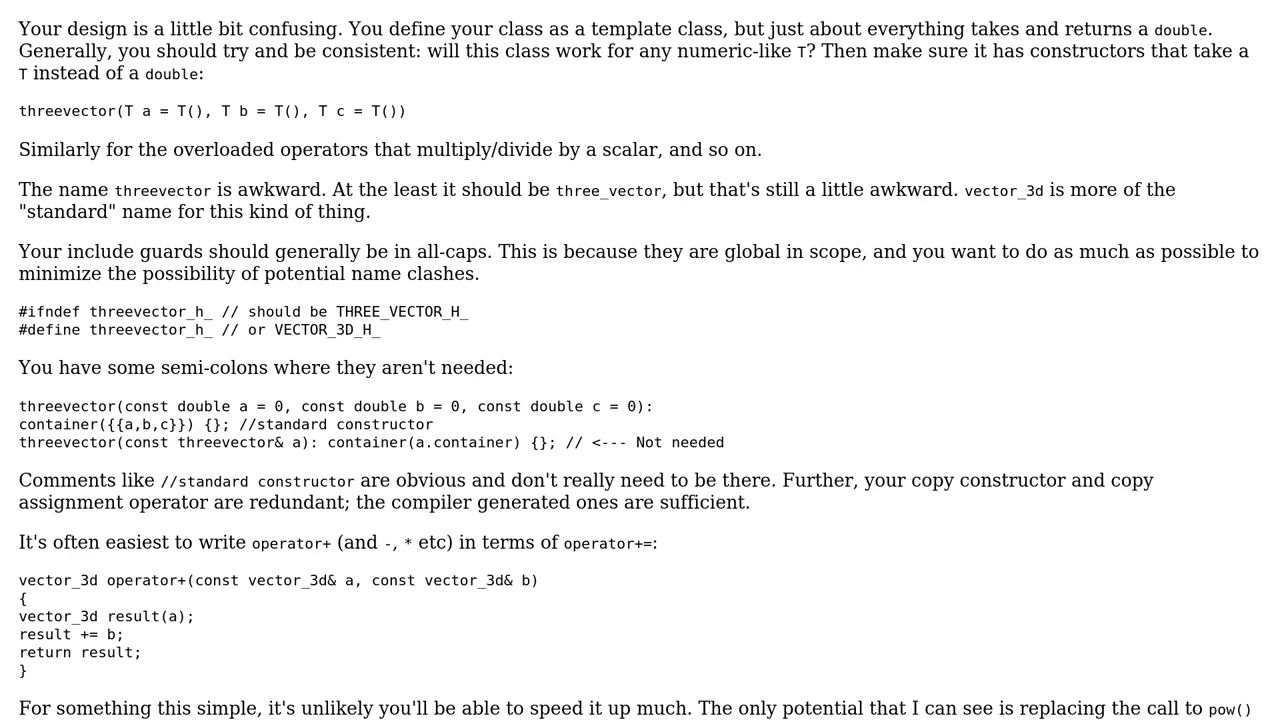 Your design is a little bit confusing. You define your class as a template class, but just about everything takes and returns a double.
Generally, you should try and be consistent: will this class work for any numeric-like T? Then make sure it has constructors that take a
T instead of a double:
threevector(T a = T(), T b = T(), T c = T())
Similarly for the overloaded operators that multiply/divide by a scalar, and so on.
The name threevector is awkward. At the least it should be three_vector, but that's still a little awkward. vector_3d is more of the
"standard" name for this kind of thing.
Your include guards should generally be in all-caps. This is because they are global in scope, and you want to do as much as possible to
minimize the possibility of potential name clashes.
#ifndef threevector_h_ // should be THREE_VECTOR_H_
#define threevector_h_ // or VECTOR_3D_H_
You have some semi-colons where they aren't needed:
threevector(const double a = 0, const double b = 0, const double c = 0):
container({{a,b,c}}) {}; //standard constructor
threevector(const threevector& a): container(a.container) {}; // <--- Not needed
Comments like //standard constructor are obvious and don't really need to be there. Further, your copy constructor and copy
assignment operator are redundant; the compiler generated ones are sufficient.
It's often easiest to write operator+ (and -, * etc) in terms of operator+=:
vector_3d operator+(const vector_3d& a, const vector_3d& b)
{
vector_3d result(a);
result += b;
return result;
}
For something this simple, it's unlikely you'll be able to speed it up much. The only potential that I can see is replacing the call to pow()